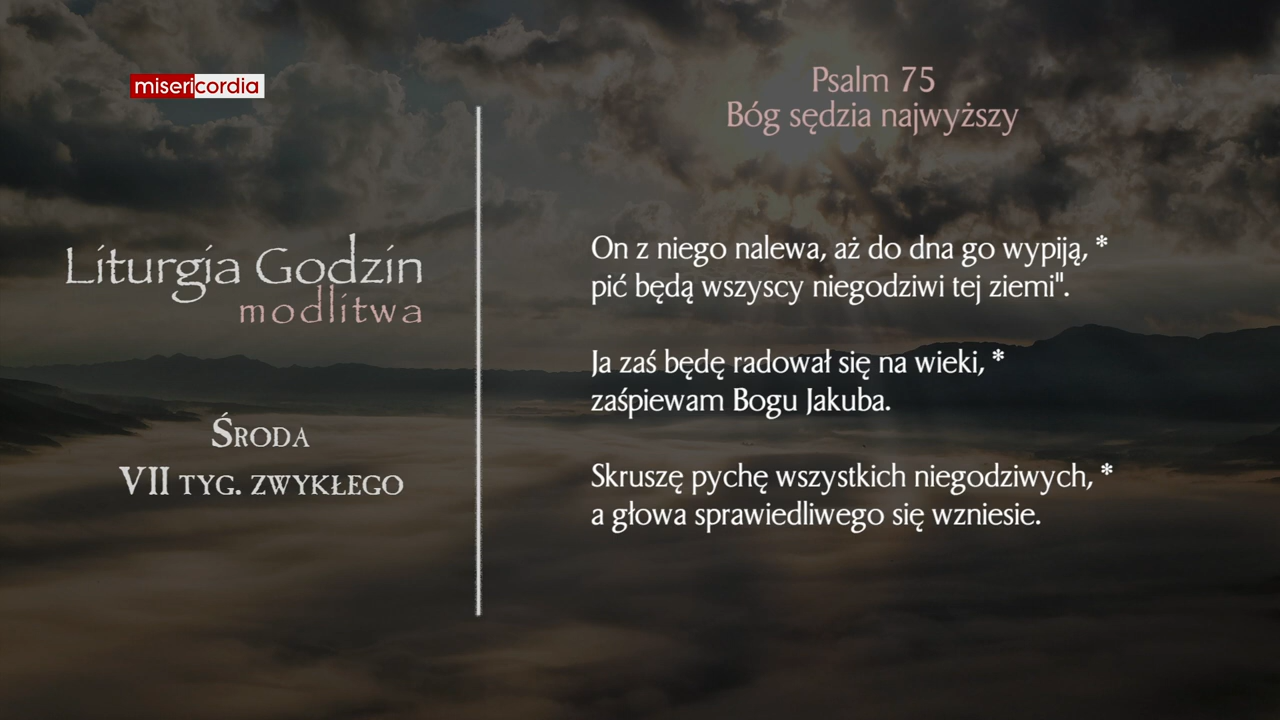 misericordia
Liturgia Godzin
modlitwa
Środa
VII tyg. zwykłego
Psalm 75
Bóg sędzia najwyższy
On z niego nalewa, aż do dna go wypiją, *
pić będą wszyscy niegodziwi tej ziemi".
Ja zaś będę radował się na wieki, *
zaśpiewam Bogu Jakuba.
Skruszę pychę wszystkich niegodziwych, *
a głowa sprawiedliwego się wzniesie.